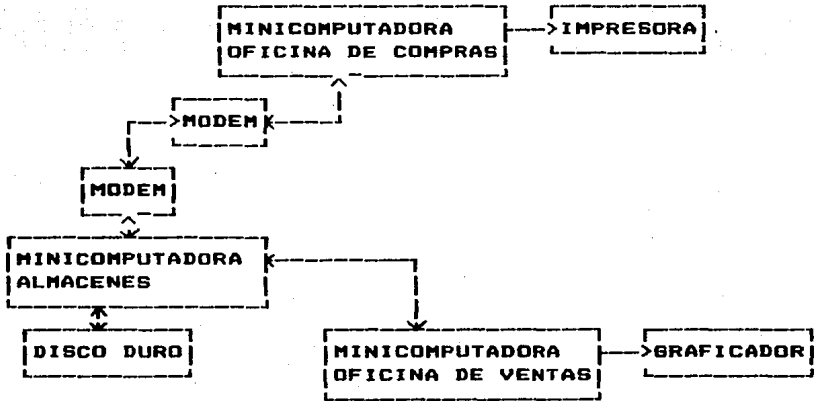 MINICOMPUTADORA
OFICINA DE COMPRAS
IMPRESORA
MODEM
MODEM
MINICOMPUTADORA
ALMACENES
DISCO DURO
MINICOMPUTADORA
OFICINA DE VENTAS
GRAFICADOR